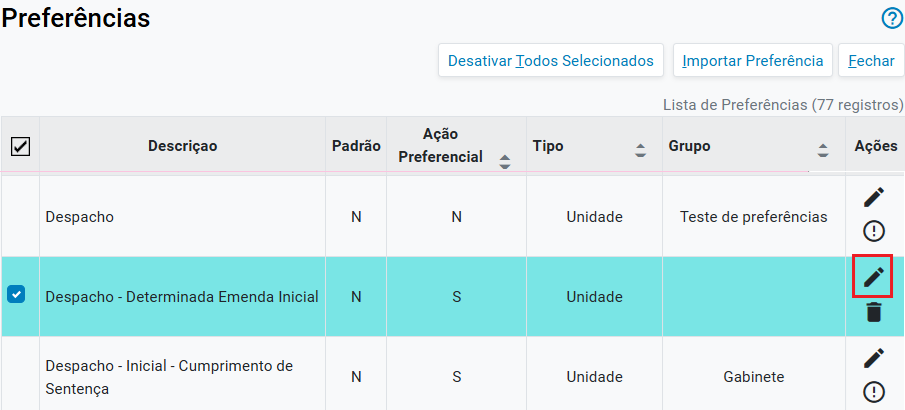 Preferências
Desativar Todos Selecionados Importar Preferência Fechar
Lista de Preferências (77 registros)
Descriçao Padrão Ação Preferencial Tipo Grupo Ações
Despacho N N Unidade Teste de preferências
Despacho - Determinada Emenda Inicial N S Unidade
Despacho - Inicial - Cumprimento de
Sentença N S Unidade Gabinete